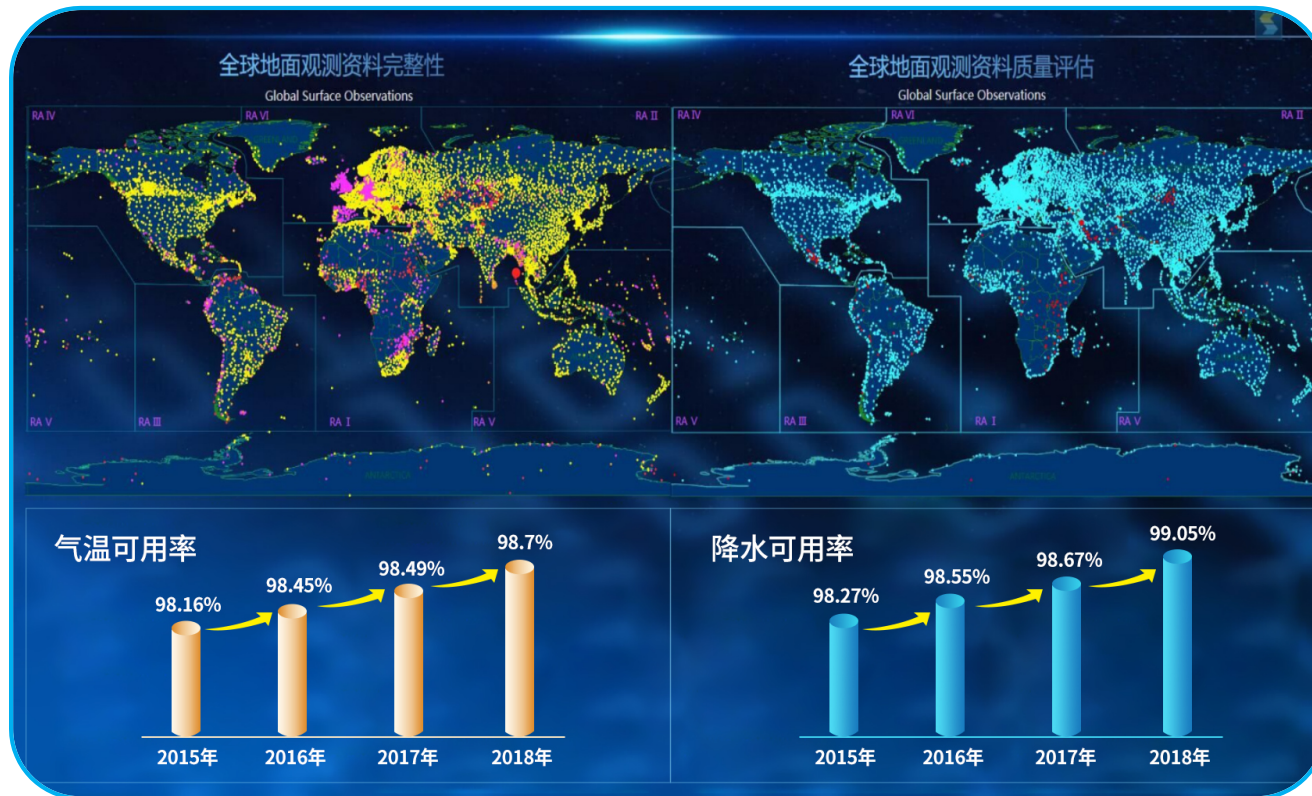 全球地面观测资料完整性
Global Surface Observations
RA IV
RA VI
RA II
RA V
RA III
RA I
RA V
ANTARCTICA
全球地面观测资料质量评估
Global Surface Observations
RA IV
RA VI
RA II
RA V
RA III
RA I
RA V
ANTARCTICA
气温可用率
98.16%
98.45%
98.49%
98.7%
2015年
2016年
2017年
2018年
降水可用率
98.27%
98.55%
98.67%
99.05%
2015年
2016年
2017年
2018年